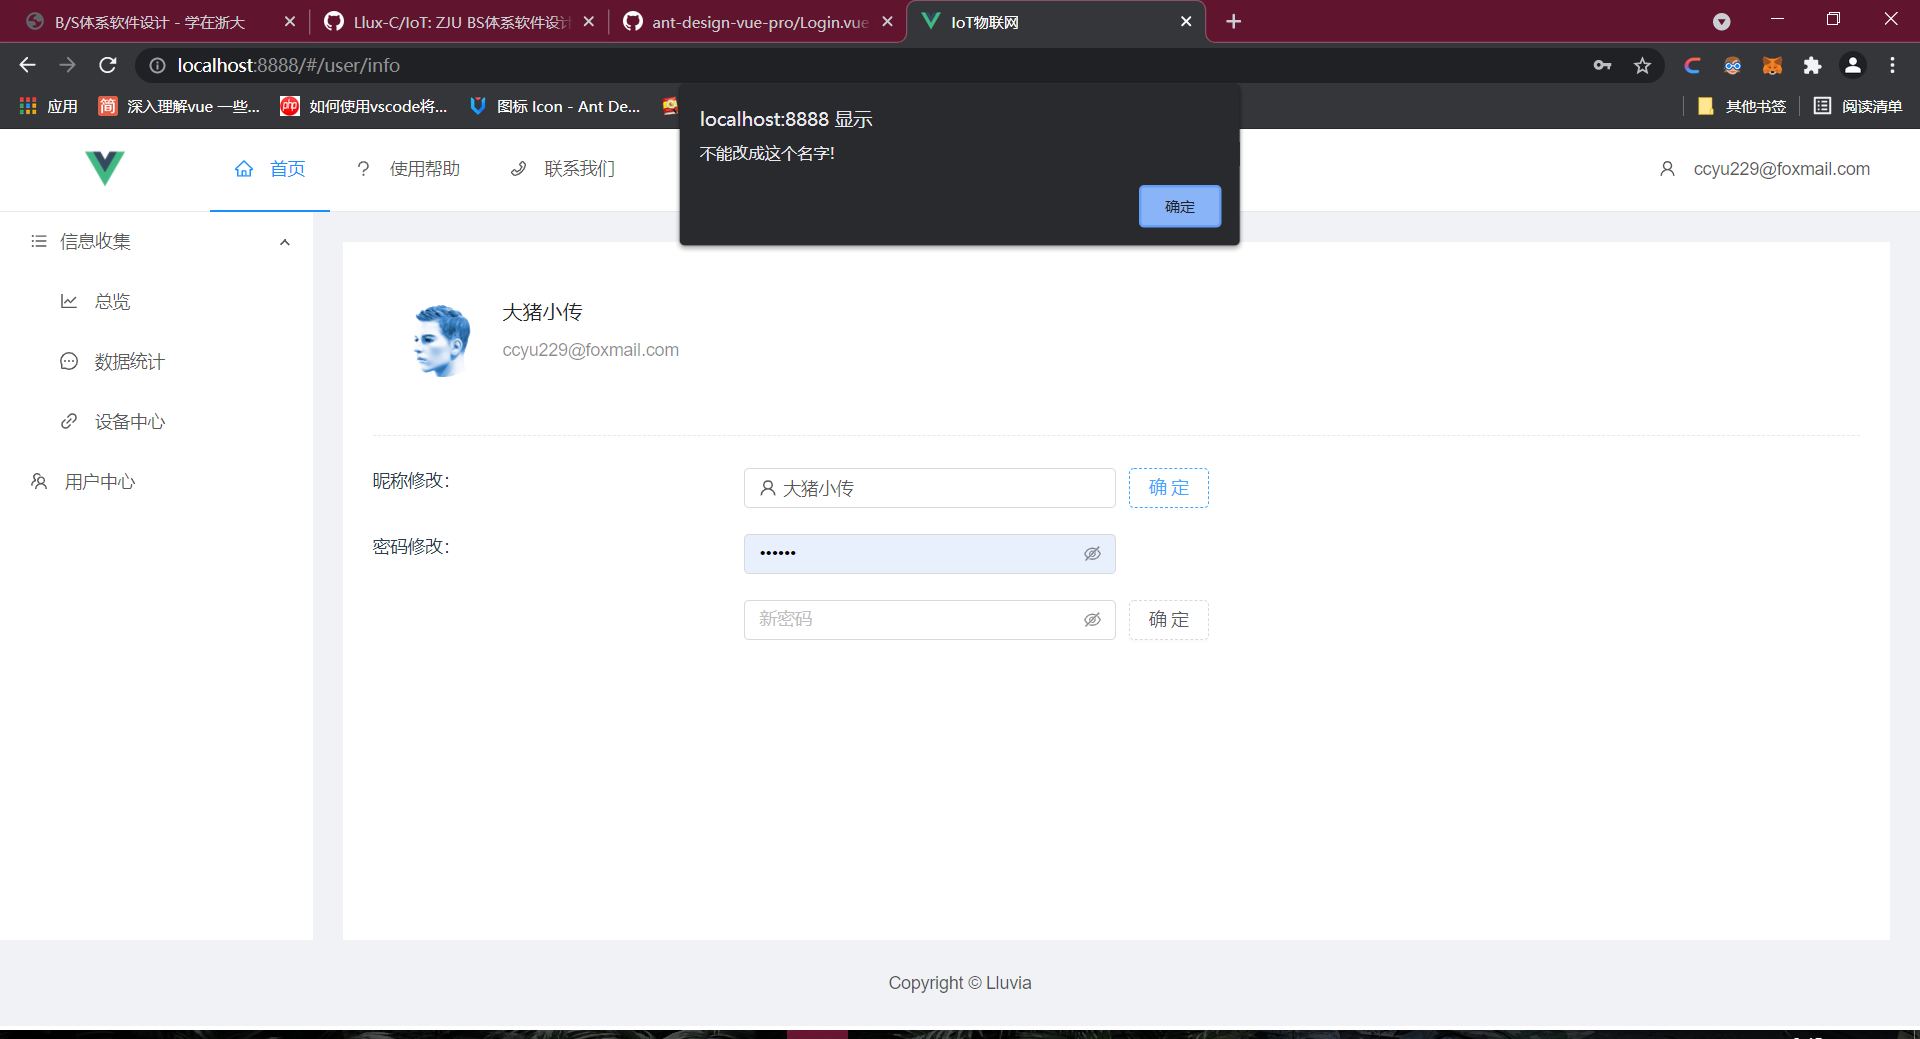 B/S体系软件设计 - 学在浙大
Llux-C/IoT: ZJU BS体系软件设计
ant-design-vue-pro/Login.vue
IoT物联网
localhost:8888/#/user/info
应用
简
深入理解vue 一些...
php
如何使用vscode将...
图标 Icon - Ant De...
其他书签
阅读清单
localhost:8888 显示
不能改成这个名字!
确定
首页
使用帮助
联系我们
ccyu229@foxmail.com
信息收集
总览
数据统计
设备中心
用户中心
大猪小传
ccyu229@foxmail.com
昵称修改:
大猪小传
确 定
密码修改:
••••••
新密码
确 定
Copyright © Lluvia